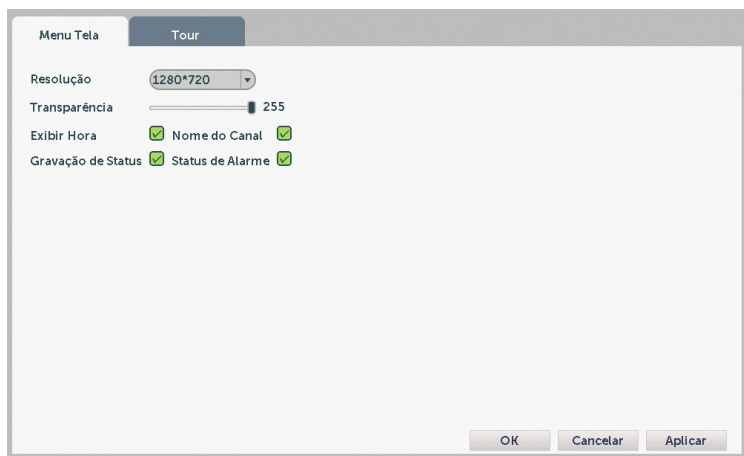 Menu Tela Tour
Resolução 1280*720
Transparência 255
Exibir Hora Nome do Canal
Gravação de Status Status de Alarme
OK Cancelar Aplicar